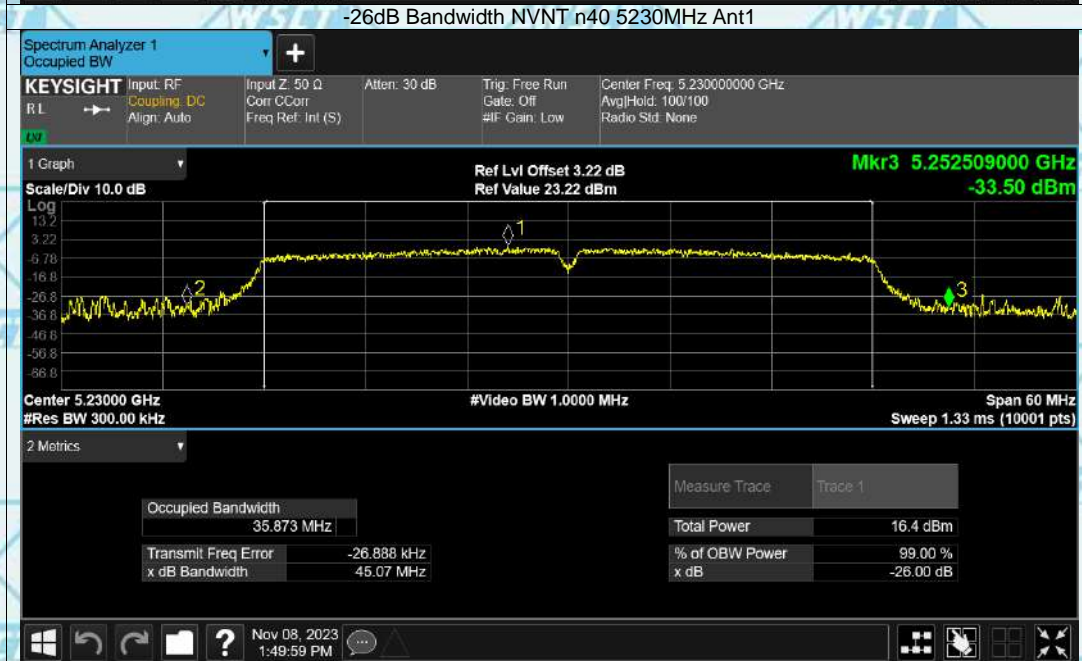 -26dB Bandwidth NVNT n40 5230MHz Ant1
Spectrum Analyzer 1
Occupied BW
KEYSIGHT
R L
LXI
Input: RF
Coupling: DC
Align: Auto
Input Z: 50 Ω
Corr CCorr
Freq Ref: Int (S)
Atten: 30 dB
Trig: Free Run
Gate: Off
#IF Gain: Low
Center Freq: 5.230000000 GHz
Avg|Hold: 100/100
Radio Std: None
1 Graph
Scale/Div 10.0 dB
Ref Lvl Offset 3.22 dB
Ref Value 23.22 dBm
Mkr3 5.252509000 GHz
-33.50 dBm
Log
13.2
3.22
-6.78
-16.8
-26.8
-36.8
-46.8
-56.8
-66.8
1
2
3
Center 5.23000 GHz
#Res BW 300.00 kHz
#Video BW 1.0000 MHz
Span 60 MHz
Sweep 1.33 ms (10001 pts)
2 Metrics
Measure Trace Trace 1
Occupied Bandwidth
35.873 MHz
Total Power 16.4 dBm
Transmit Freq Error -26.888 kHz
% of OBW Power 99.00 %
x dB Bandwidth 45.07 MHz
x dB -26.00 dB
Nov 08, 2023
1:49:59 PM
WSCT
WSCT